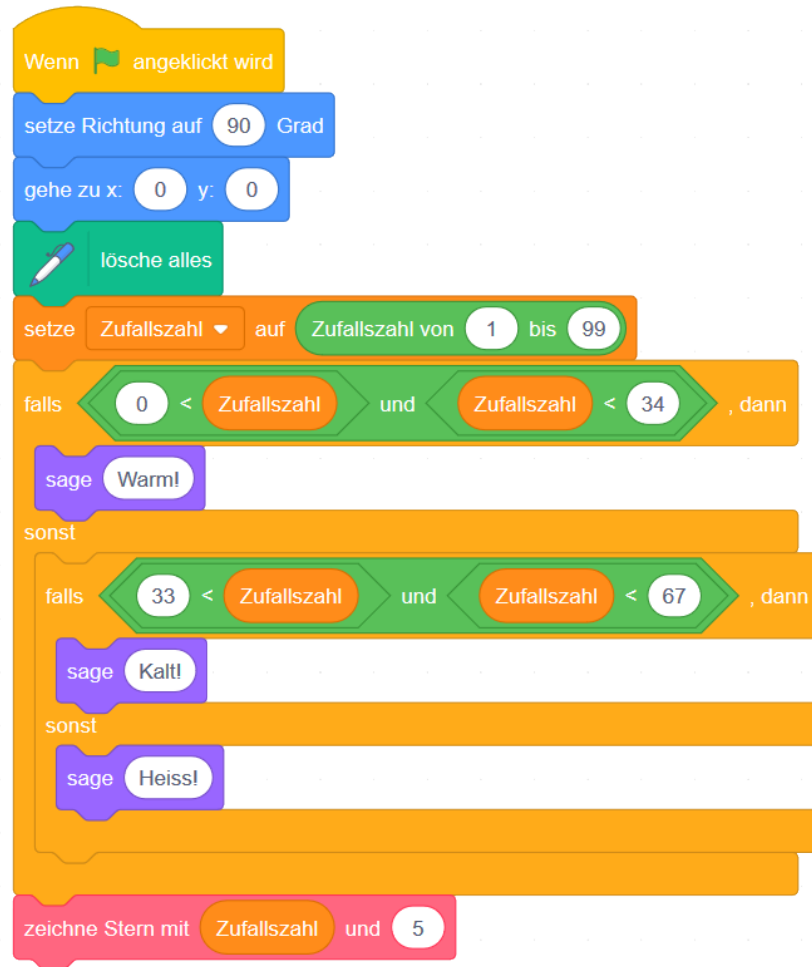 Wenn angeklickt wird
setze Richtung auf 90 Grad
gehe zu x: 0 y: 0
lösche alles
setze Zufallszahl auf Zufallszahl von 1 bis 99
falls 0 < Zufallszahl und Zufallszahl < 34 , dann
sage Warm!
sonst
falls 33 < Zufallszahl und Zufallszahl < 67 , dann
sage Kalt!
sonst
sage Heiss!
zeichne Stern mit Zufallszahl und 5